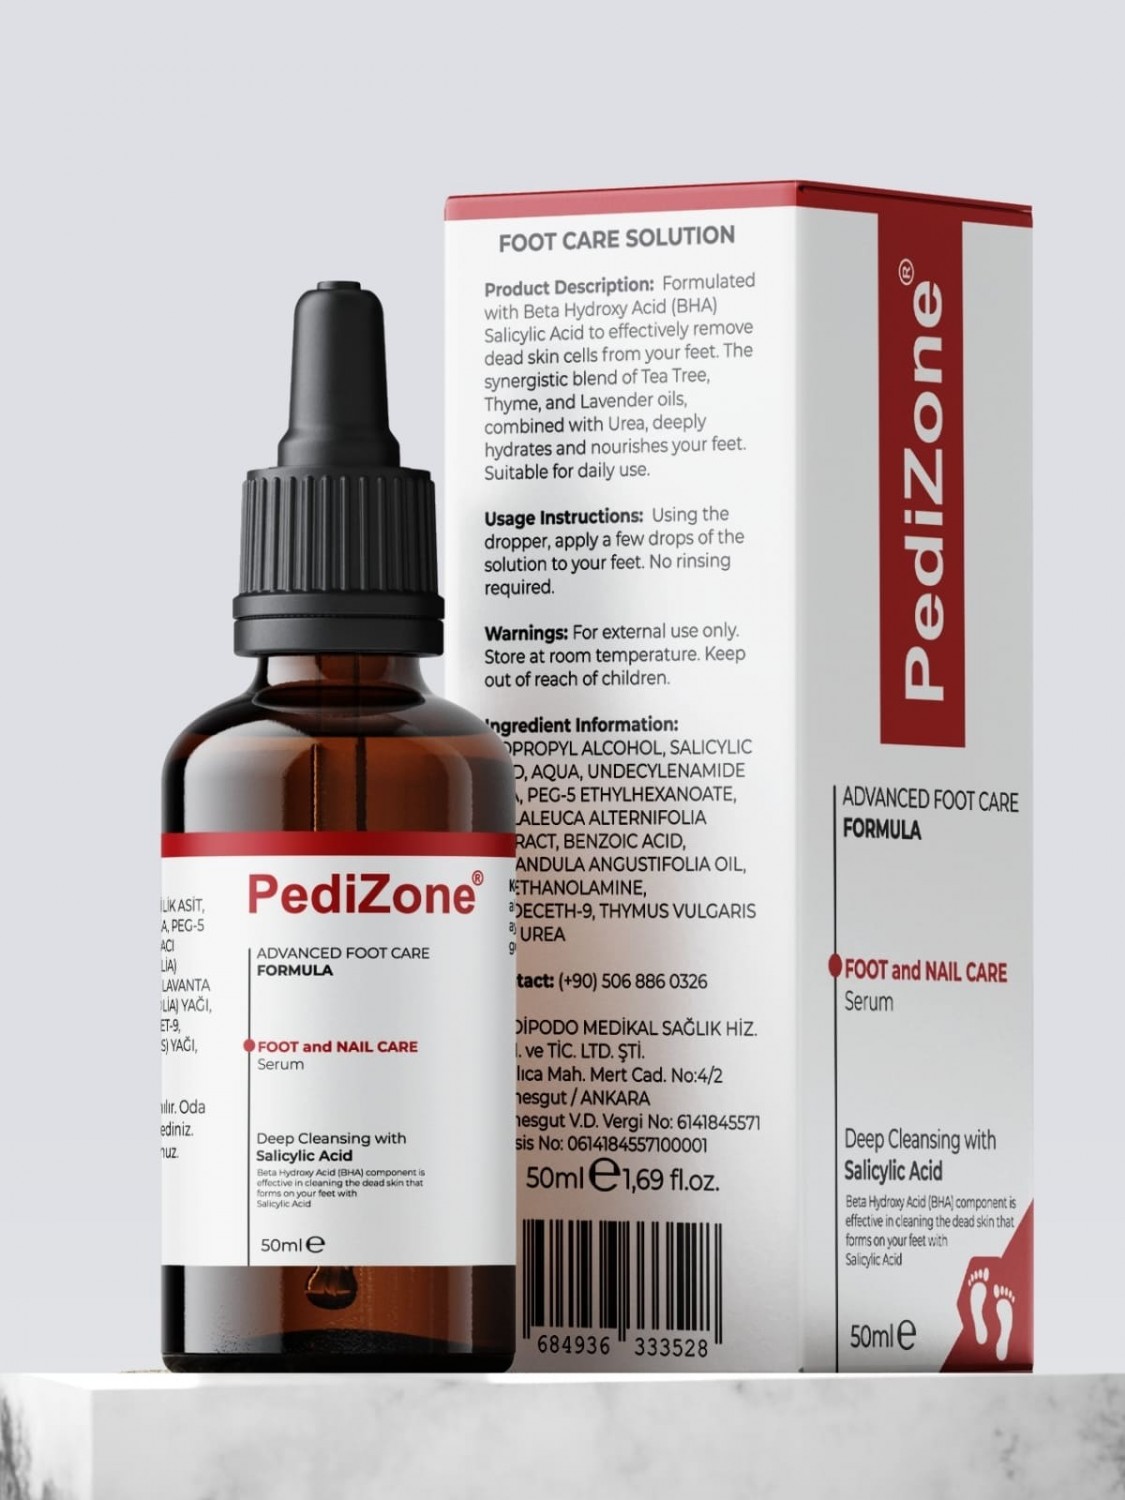 FOOT CARE SOLUTION
Product Description: Formulated
with Beta Hydroxy Acid (BHA)
Salicylic Acid to effectively remove
dead skin cells from your feet. The
synergistic blend of Tea Tree,
Thyme, and Lavender oils,
combined with Urea, deeply
hydrates and nourishes your feet.
Suitable for daily use.
Usage Instructions: Using the
dropper, apply a few drops of the
solution to your feet. No rinsing
required.
Warnings: For external use only.
Store at room temperature. Keep
out of reach of children.
Ingredient Information:
OPROPYL ALCOHOL, SALICYLIC
D, AQUA, UNDECYLENAMIDE
A, PEG-5 ETHYLHEXANOATE,
LALEUCA ALTERNIFOLIA
RACT, BENZOIC ACID,
ANDULA ANGUSTIFOLIA OIL,
ETHANOLAMINE,
DECETH-9, THYMUS VULGARIS
UREA
tact: (+90) 506 886 0326
DİPODO MEDİKAL SAĞLIK HİZ.
. ve TİC. LTD. ŞTİ.
lıca Mah. Mert Cad. No:4/2
nesgut / ANKARA
nesgut V.D. Vergi No: 6141845571
sis No: 0614184557100001
50ml e 1,69 fl.oz.
684936 333528
PediZone®
ADVANCED FOOT CARE
FORMULA
FOOT and NAIL CARE
Serum
Deep Cleansing with
Salicylic Acid
Beta Hydroxy Acid (BHA) component is
effective in cleaning the dead skin that
forms on your feet with
Salicylic Acid
50ml e
LİK ASİT,
A, PEG-5
ACI
LİA)
LAVANTA
LİA) YAĞI,
ET-9,
S) YAĞI,
ılır. Oda
ediniz.
nuz.
PediZone®
ADVANCED FOOT CARE
FORMULA
FOOT and NAIL CARE
Serum
Deep Cleansing with
Salicylic Acid
Beta Hydroxy Acid (BHA) component is
effective in cleaning the dead skin that
forms on your feet with
Salicylic Acid
50ml e